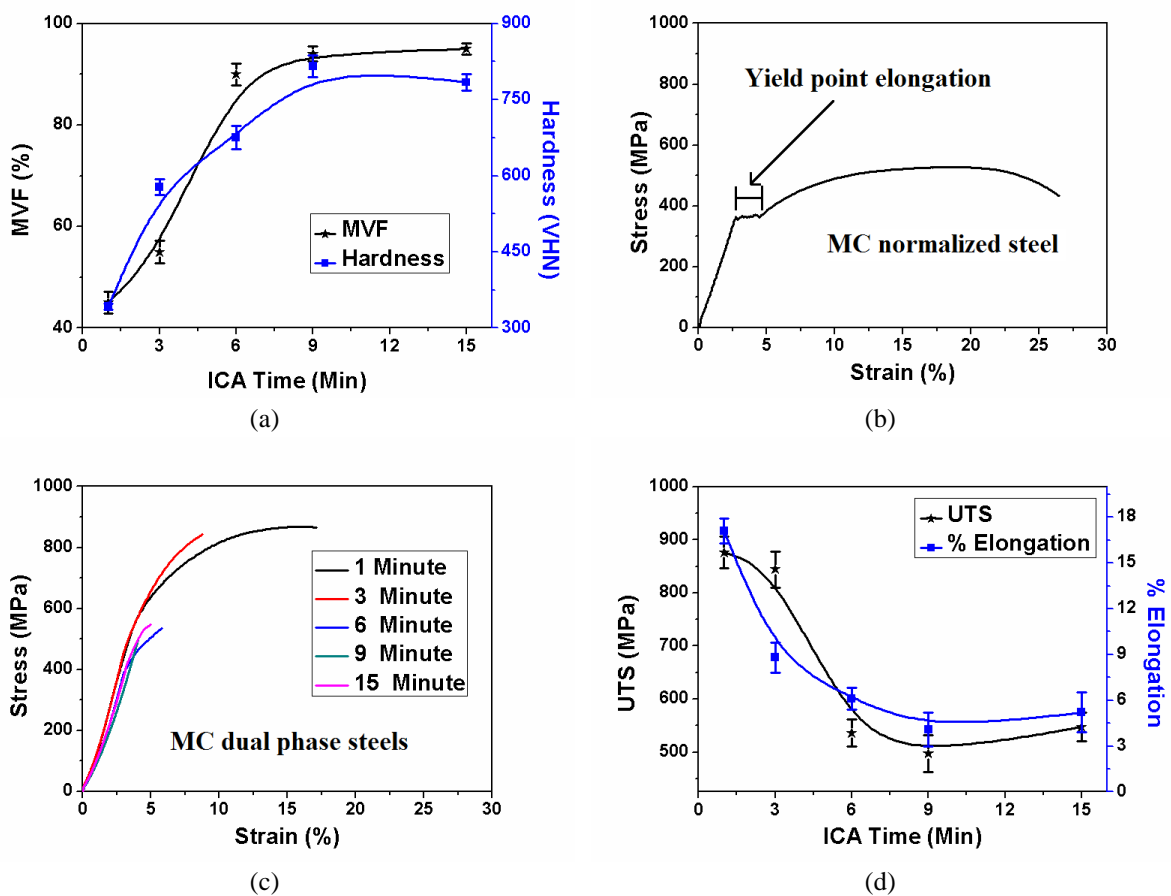 100
80
60
40
MVF (%)
900
750
600
450
300
Hardness (VHN)
MVF
Hardness
0 3 6 9 12 15
ICA Time (Min)
(a)
1000
800
600
400
200
0
Stress (MPa)
Yield point elongation
MC normalized steel
0 5 10 15 20 25 30
Strain (%)
(b)
1000
800
600
400
200
0
Stress (MPa)
1 Minute
3 Minute
6 Minute
9 Minute
15 Minute
MC dual phase steels
0 5 10 15 20 25 30
Strain (%)
(c)
1000
900
800
700
600
500
UTS (MPa)
UTS
% Elongation
18
15
12
9
6
3
0
% Elongation
0 3 6 9 12 15
ICA Time (Min)
(d)